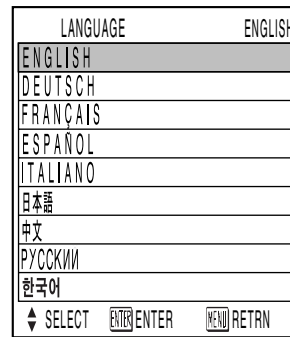 LANGUAGE ENGLISH
ENGLISH
DEUTSCH
FRANÇAIS
ESPAÑOL
ITALIANO
日本語
中文
РУССКИИ
한국어
SELECT ENTER ENTER MENU RETRN